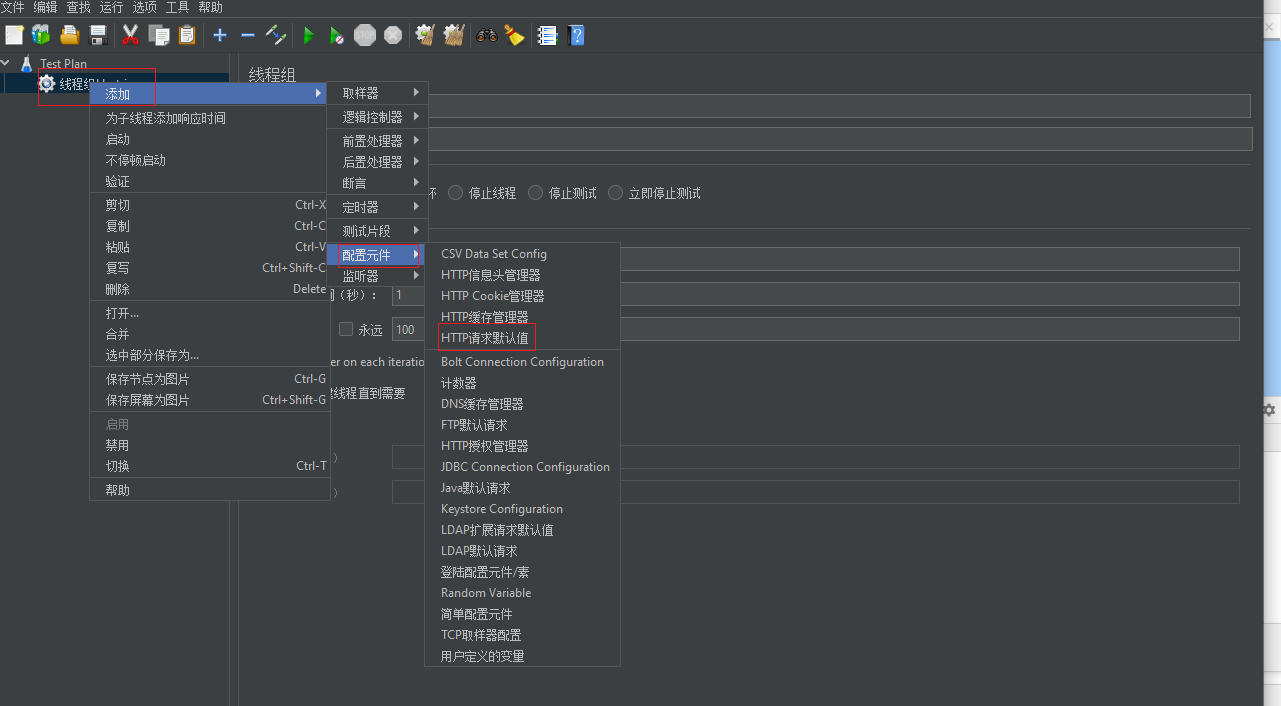 文件 编辑 查找 运行 选项 工具 帮助
STOP
Test Plan
线程组
线程组
添加
为子线程添加响应时间
启动
不停顿启动
验证
剪切 Ctrl-X
复制 Ctrl-C
粘贴 Ctrl-V
复写 Ctrl+Shift-C
删除 Delete
打开...
合并
选中部分保存为...
保存节点为图片 Ctrl-G
保存屏幕为图片 Ctrl+Shift-G
启用
禁用
切换 Ctrl-T
帮助
取样器
逻辑控制器
前置处理器
后置处理器
断言
定时器
测试片段
配置元件
监听器
停止线程 停止测试 立即停止测试
（秒）： 1
永远 100
er on each iteratio
线程直到需要
CSV Data Set Config
HTTP信息头管理器
HTTP Cookie管理器
HTTP缓存管理器
HTTP请求默认值
Bolt Connection Configuration
计数器
DNS缓存管理器
FTP默认请求
HTTP授权管理器
JDBC Connection Configuration
Java默认请求
Keystore Configuration
LDAP扩展请求默认值
LDAP默认请求
登陆配置元件/素
Random Variable
简单配置元件
TCP取样器配置
用户定义的变量